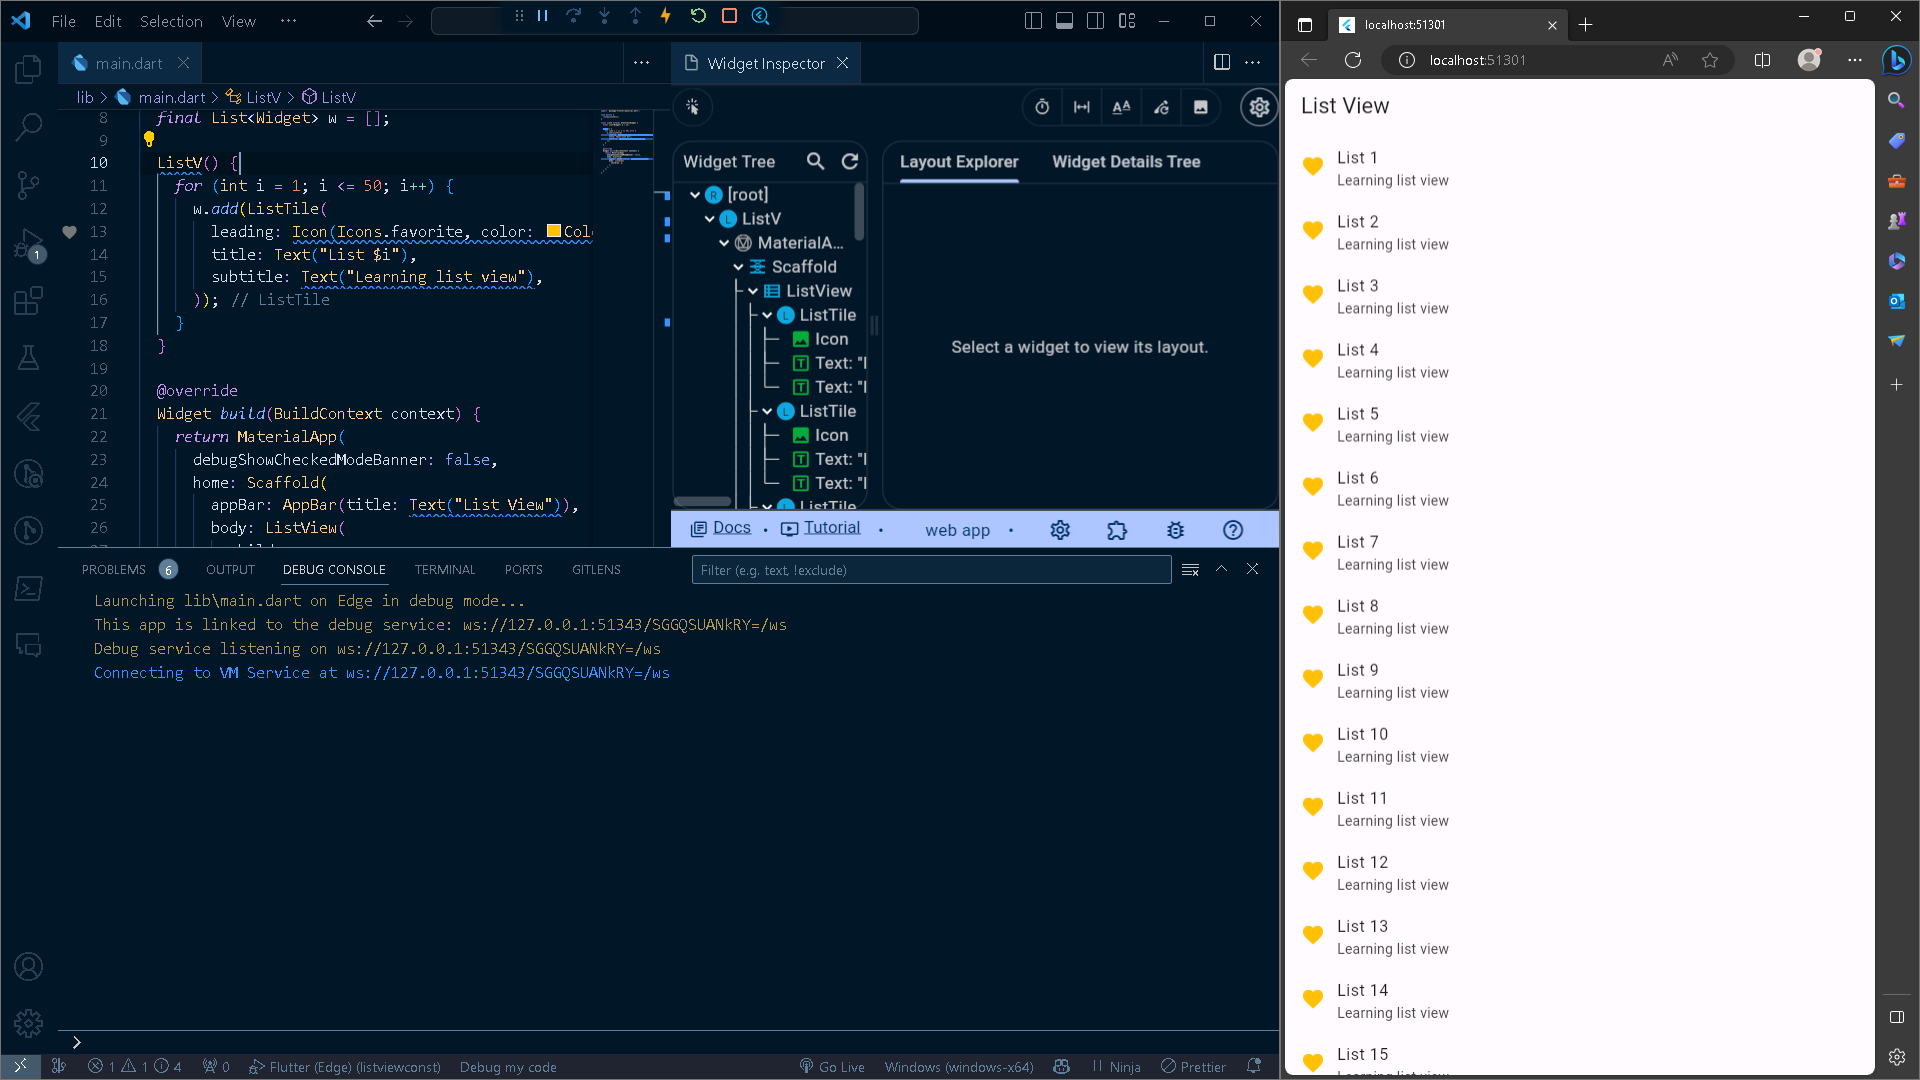 File Edit Selection View
main.dart
Widget Inspector
lib > main.dart > ListV > ListV
8 final List<Widget> w = [];
9
10 ListV() {
11 for (int i = 1; i <= 50; i++) {
12 w.add(ListTile(
13 leading: Icon(Icons.favorite, color: Colo
14 title: Text("List $i"),
15 subtitle: Text("Learning list view"),
16 )); // ListTile
17 }
18 }
19
20 @override
21 Widget build(BuildContext context) {
22 return MaterialApp(
23 debugShowCheckedModeBanner: false,
24 home: Scaffold(
25 appBar: AppBar(title: Text("List View")),
26 body: ListView(
1
Widget Tree
[root]
ListV
MaterialA...
Scaffold
ListView
ListTile
Icon
Text: "l
Text: "l
ListTile
Icon
Text: "l
Text: "l
ListTile
Layout Explorer Widget Details Tree
Select a widget to view its layout.
Docs • Tutorial • web app •
PROBLEMS 6 OUTPUT DEBUG CONSOLE TERMINAL PORTS GITLENS
Filter (e.g. text, !exclude)
Launching lib\main.dart on Edge in debug mode...
This app is linked to the debug service: ws://127.0.0.1:51343/SGGQSUANkRY=/ws
Debug service listening on ws://127.0.0.1:51343/SGGQSUANkRY=/ws
Connecting to VM Service at ws://127.0.0.1:51343/SGGQSUANkRY=/ws
1 1 4 0 Flutter (Edge) (listviewconst) Debug my code Go Live Windows (windows-x64) Ninja Prettier
localhost:51301
localhost:51301
List View
List 1
Learning list view
List 2
Learning list view
List 3
Learning list view
List 4
Learning list view
List 5
Learning list view
List 6
Learning list view
List 7
Learning list view
List 8
Learning list view
List 9
Learning list view
List 10
Learning list view
List 11
Learning list view
List 12
Learning list view
List 13
Learning list view
List 14
Learning list view
List 15
Learning list view